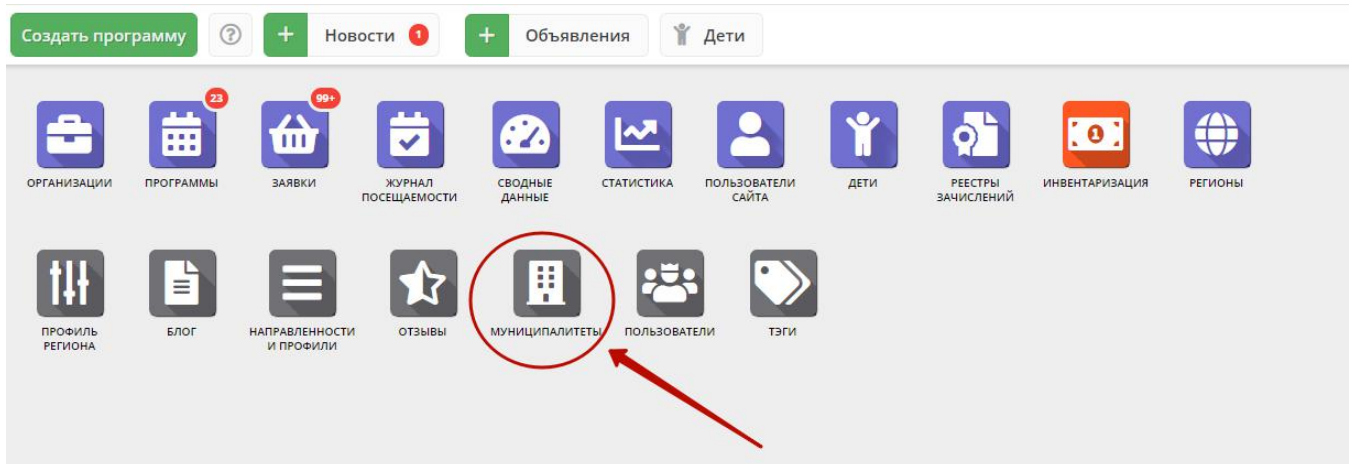 Создать программу
?
+ Новости 1
+ Объявления
Дети
23
99+
1
ОРГАНИЗАЦИИ
ПРОГРАММЫ
ЗАЯВКИ
ЖУРНАЛ
ПОСЕЩАЕМОСТИ
СВОДНЫЕ
ДАННЫЕ
СТАТИСТИКА
ПОЛЬЗОВАТЕЛИ
САЙТА
ДЕТИ
РЕЕСТРЫ
ЗАЧИСЛЕНИЙ
ИНВЕНТАРИЗАЦИЯ
РЕГИОНЫ
ПРОФИЛЬ
РЕГИОНА
БЛОГ
НАПРАВЛЕННОСТИ
И ПРОФИЛИ
ОТЗЫВЫ
МУНИЦИПАЛИТЕТЫ
ПОЛЬЗОВАТЕЛИ
ТЭГИ